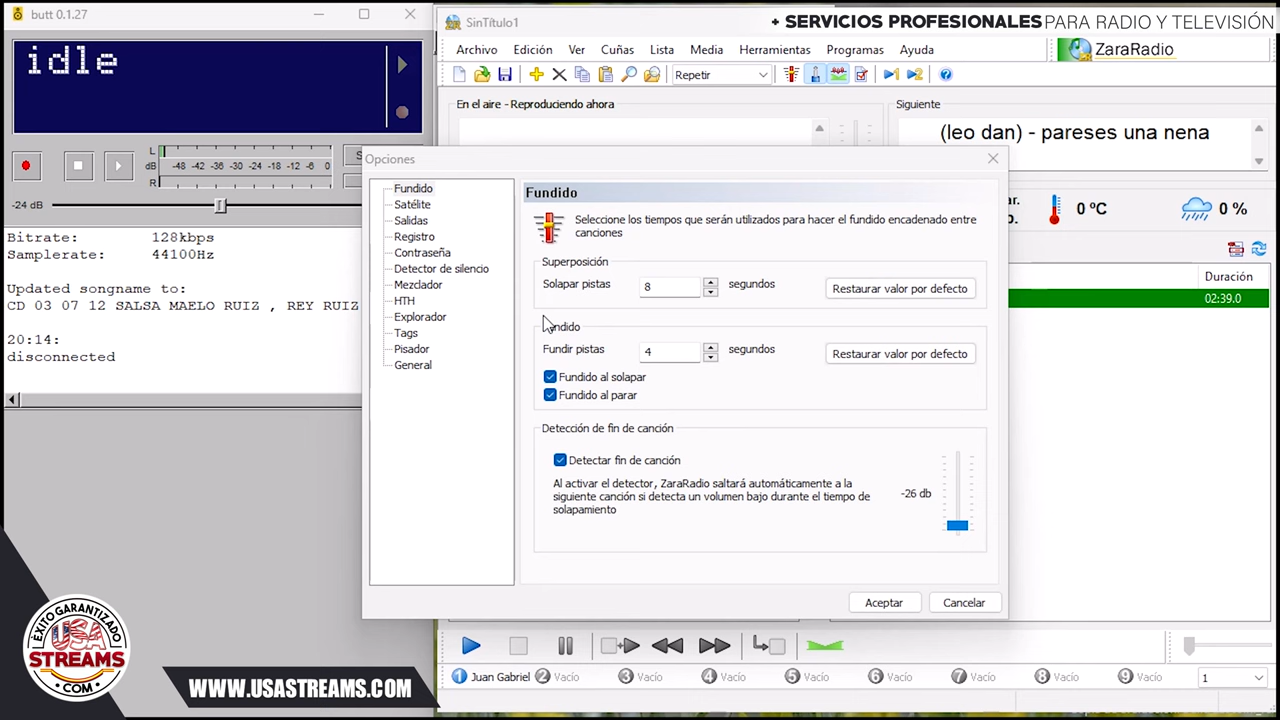 butt 0.1.27
idle
L
dB -48 -42 -36 -30 -24 -18 -12 -6 0
R
-24 dB
Bitrate: 128kbps
Samplerate: 44100Hz
Updated songname to:
CD 03 07 12 SALSA MAELO RUIZ , REY RUIZ
20:14:
disconnected
SinTítulo1
+ SERVICIOS PROFESIONALES PARA RADIO Y TELEVISIÓN
Archivo Edición Ver Cuñas Lista Media Herramientas Programas Ayuda
ZaraRadio
Repetir
En el aire - Reproduciendo ahora
Siguiente
(leo dan) - pareses una nena
0 ºC
0 %
Duración
02:39.0
Opciones
Fundido
Satélite
Salidas
Registro
Contraseña
Detector de silencio
Mezclador
HTH
Explorador
Tags
Pisador
General
Fundido
Seleccione los tiempos que serán utilizados para hacer el fundido encadenado entre
canciones
Superposición
Solapar pistas 8 segundos Restaurar valor por defecto
Fundir pistas 4 segundos Restaurar valor por defecto
Fundido al solapar
Fundido al parar
Detección de fin de canción
Detectar fin de canción
Al activar el detector, ZaraRadio saltará automáticamente a la
siguiente canción si detecta un volumen bajo durante el tiempo de
solapamiento
-26 db
Aceptar Cancelar
1 Juan Gabriel 2 Vacío 3 Vacío 4 Vacío 5 Vacío 6 Vacío 7 Vacío 8 Vacío 9 Vacío 1
ÉXITO GARANTIZADO
USA
STREAMS
.COM
WWW.USASTREAMS.COM